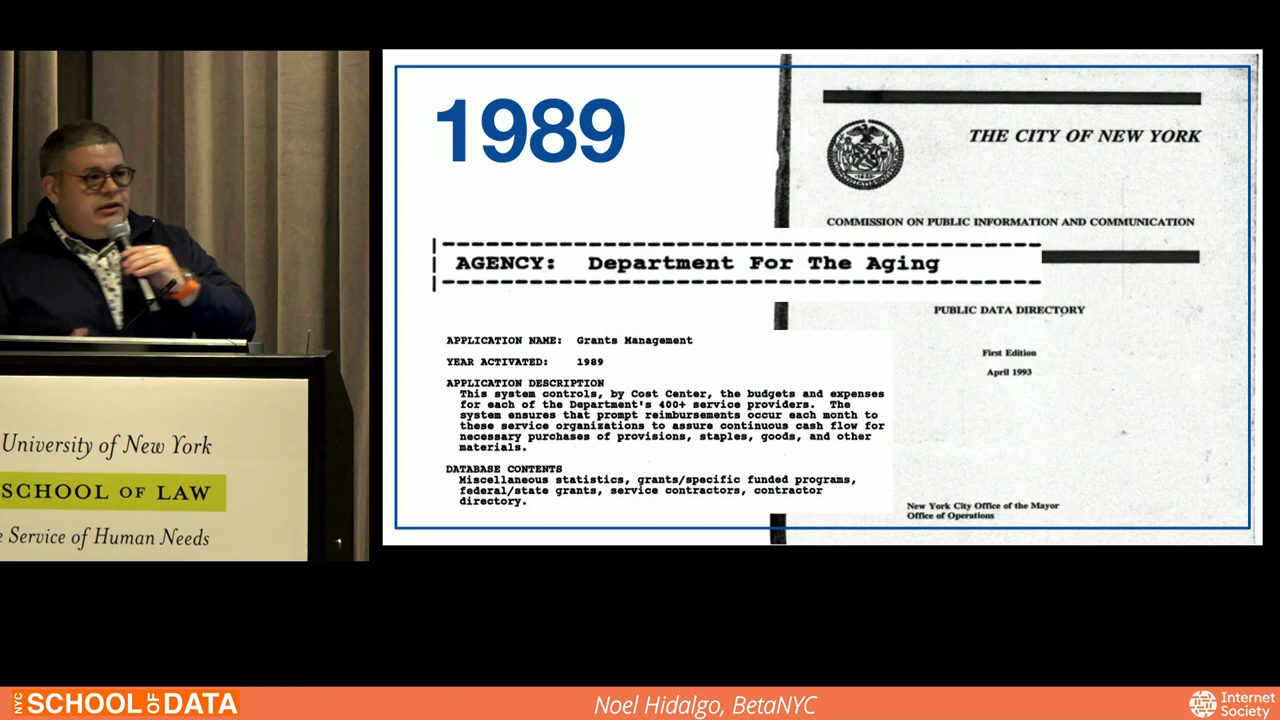 1989
THE CITY OF NEW YORK
COMMISSION ON PUBLIC INFORMATION AND COMMUNICATION
AGENCY: Department For The Aging
PUBLIC DATA DIRECTORY
First Edition
April 1993
APPLICATION NAME: Grants Management
YEAR ACTIVATED: 1989
APPLICATION DESCRIPTION
This system controls, by Cost Center, the budgets and expenses
for each of the Department's 400+ service providers. The
system ensures that prompt reimbursements occur each month to
these service organizations to assure continuous cash flow for
necessary purchases of provisions, staples, goods, and other
materials.
DATABASE CONTENTS
Miscellaneous statistics, grants/specific funded programs,
federal/state grants, service contractors, contractor
directory.
New York City Office of the Mayor
Office of Operations
University of New York
SCHOOL OF LAW
Service of Human Needs
NYC SCHOOL OF DATA
Noel Hidalgo, BetaNYC
Internet
Society